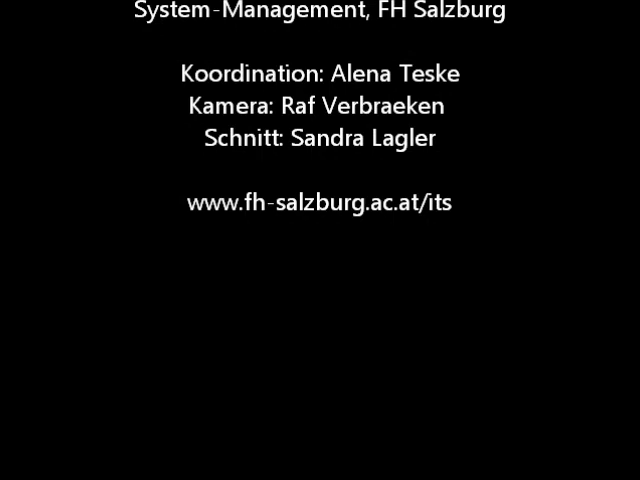 System-Management, FH Salzburg
Koordination: Alena Teske
Kamera: Raf Verbraeken
Schnitt: Sandra Lagler
www.fh-salzburg.ac.at/its